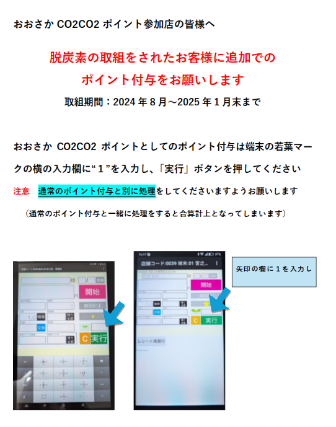 おおさか CO2CO2 ポイント参加店の皆様へ
脱炭素の取組をされたお客様に追加での
ポイント付与をお願いします
取組期間：2024 年 8 月～2025 年 1 月末まで
おおさか CO2CO2 ポイントとしてのポイント付与は端末の若葉マー
クの横の入力欄に“１”を入力し、「実行」ボタンを押してください
注意　通常のポイント付与と別に処理をしてくださいますようお願いします
（通常のポイント付与と一緒に処理をすると合算計上となってしまいます）
矢印の欄に１を入力し
開始
C 実行
開始
C 実行